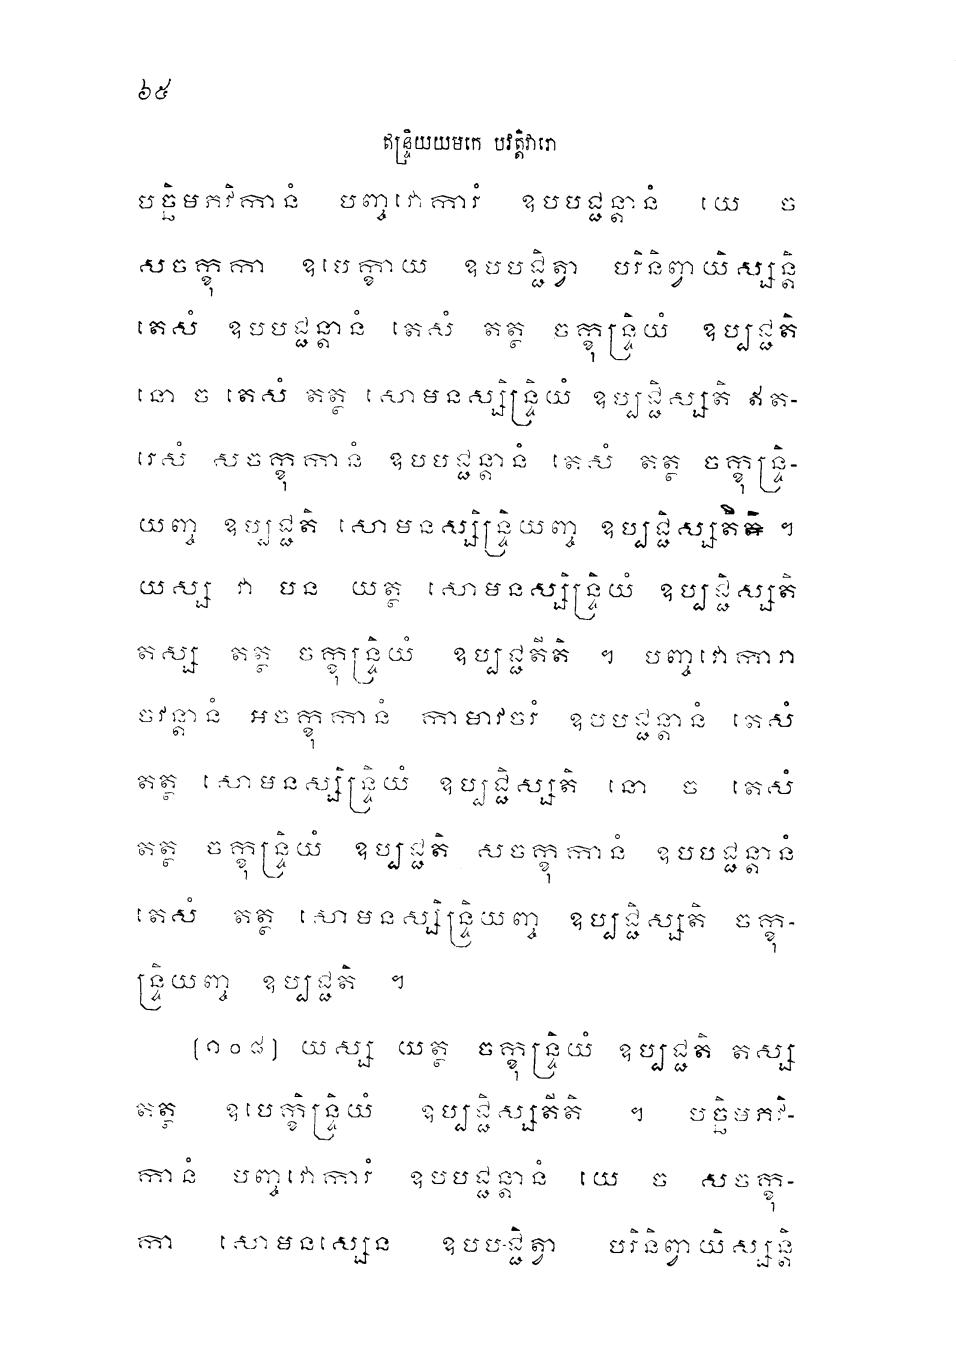 ៦៥
ឥន្ទ្រិយយមកេ បវត្តិវារោ
បច្ឆិមភវិកានំ បញ្ចវោការំ ឧបបជ្ជន្តានំ យេ ច
សចក្ខុកា ឧបេក្ខាយ ឧបបជ្ជិត្វា បរិនិព្វាយិស្សន្តិ
តេសំ ឧបបជ្ជន្តានំ តេសំ តត្ថ ចក្ខុន្ទ្រិយំ ឧប្បជ្ជតិ
នោ ច តេសំ តត្ថ សោមនស្សិន្ទ្រិយំ ឧប្បជ្ជិស្សតិ ឥត-
រេសំ សចក្ខុកានំ ឧបបជ្ជន្តានំ តេសំ តត្ថ ចក្ខុន្ទ្រិ-
យញ្ច ឧប្បជ្ជតិ សោមនស្សិន្ទ្រិយញ្ច ឧប្បជ្ជិស្សតិ ។
យស្ស វា បន យត្ថ សោមនស្សិន្ទ្រិយំ ឧប្បជ្ជិស្សតិ
តស្ស តត្ថ ចក្ខុន្ទ្រិយំ ឧប្បជ្ជតីតិ ។ បញ្ចវោការា
ចវន្តានំ អចក្ខុកានំ កាមាវចរំ ឧបបជ្ជន្តានំ តេសំ
តត្ថ សោមនស្សិន្ទ្រិយំ ឧប្បជ្ជិស្សតិ នោ ច តេសំ
តត្ថ ចក្ខុន្ទ្រិយំ ឧប្បជ្ជតិ សចក្ខុកានំ ឧបបជ្ជន្តានំ
តេសំ តត្ថ សោមនស្សិន្ទ្រិយញ្ច ឧប្បជ្ជិស្សតិ ចក្ខុ-
ន្ទ្រិយញ្ច ឧប្បជ្ជតិ ។
[១០៨] យស្ស យត្ថ ចក្ខុន្ទ្រិយំ ឧប្បជ្ជតិ តស្ស
តត្ថ ឧបេក្ខិន្ទ្រិយំ ឧប្បជ្ជិស្សតីតិ ។ បច្ឆិមភវិ-
កានំ បញ្ចវោការំ ឧបបជ្ជន្តានំ យេ ច សចក្ខុ-
កា សោមនស្សេន ឧបបជ្ជិត្វា បរិនិព្វាយិស្សន្តិ